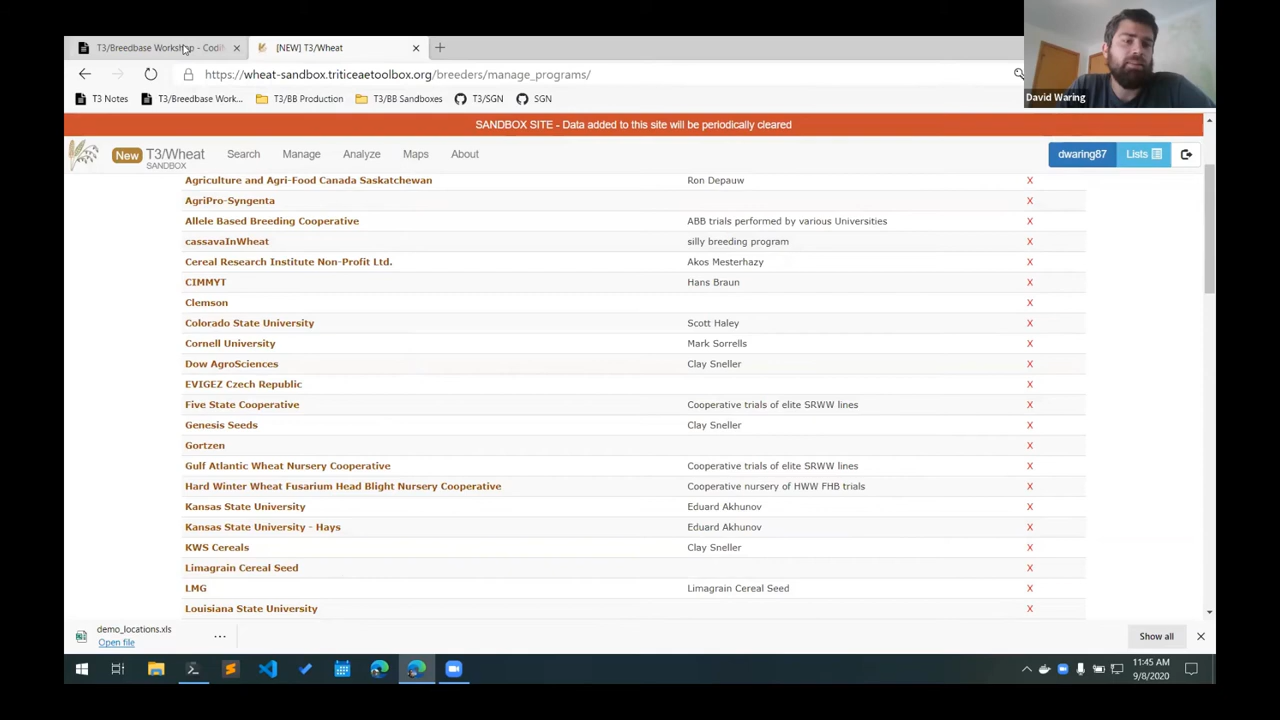 T3/Breedbase Workshop - CodiM
[NEW] T3/Wheat
https://wheat-sandbox.triticeaetoolbox.org/breeders/manage_programs/
T3 Notes
T3/Breedbase Work...
T3/BB Production
T3/BB Sandboxes
T3/SGN
SGN
David Waring
SANDBOX SITE - Data added to this site will be periodically cleared
New T3/Wheat SANDBOX
Search
Manage
Analyze
Maps
About
dwaring87
Lists
Agriculture and Agri-Food Canada Saskatchewan Ron Depauw X
AgriPro-Syngenta X
Allele Based Breeding Cooperative ABB trials performed by various Universities X
cassavaInWheat silly breeding program X
Cereal Research Institute Non-Profit Ltd. Akos Mesterhazy X
CIMMYT Hans Braun X
Clemson X
Colorado State University Scott Haley X
Cornell University Mark Sorrells X
Dow AgroSciences Clay Sneller X
EVIGEZ Czech Republic X
Five State Cooperative Cooperative trials of elite SRWW lines X
Genesis Seeds Clay Sneller X
Gortzen X
Gulf Atlantic Wheat Nursery Cooperative Cooperative trials of elite SRWW lines X
Hard Winter Wheat Fusarium Head Blight Nursery Cooperative Cooperative nursery of HWW FHB trials X
Kansas State University Eduard Akhunov X
Kansas State University - Hays Eduard Akhunov X
KWS Cereals Clay Sneller X
Limagrain Cereal Seed X
LMG Limagrain Cereal Seed X
Louisiana State University X
demo_locations.xls
Open file
Show all
11:45 AM
9/8/2020